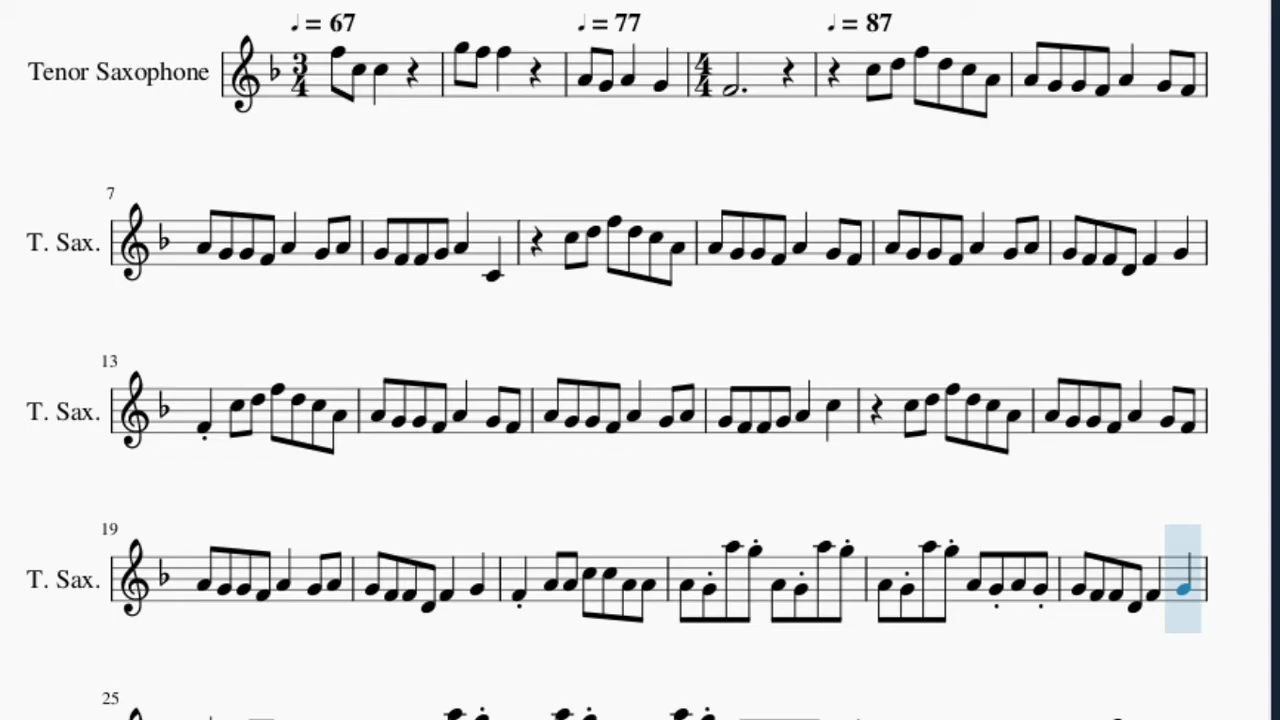 ♩ = 67 ♩ = 77 ♩ = 87
Tenor Saxophone 3/4 4/4
7
T. Sax.
13
T. Sax.
19
T. Sax.
25